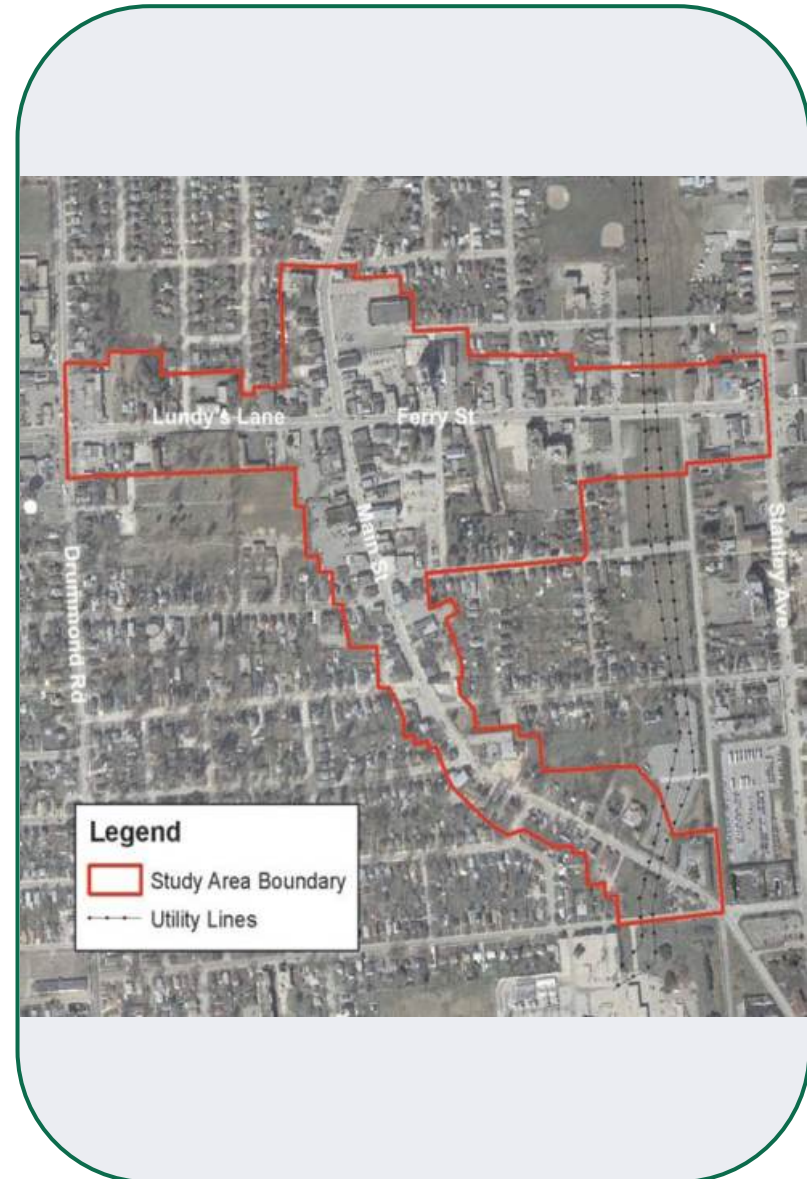 Lundy's Lane
Ferry St
Main St
Stanley Ave
Drummond Rd
Legend
Study Area Boundary
Utility Lines